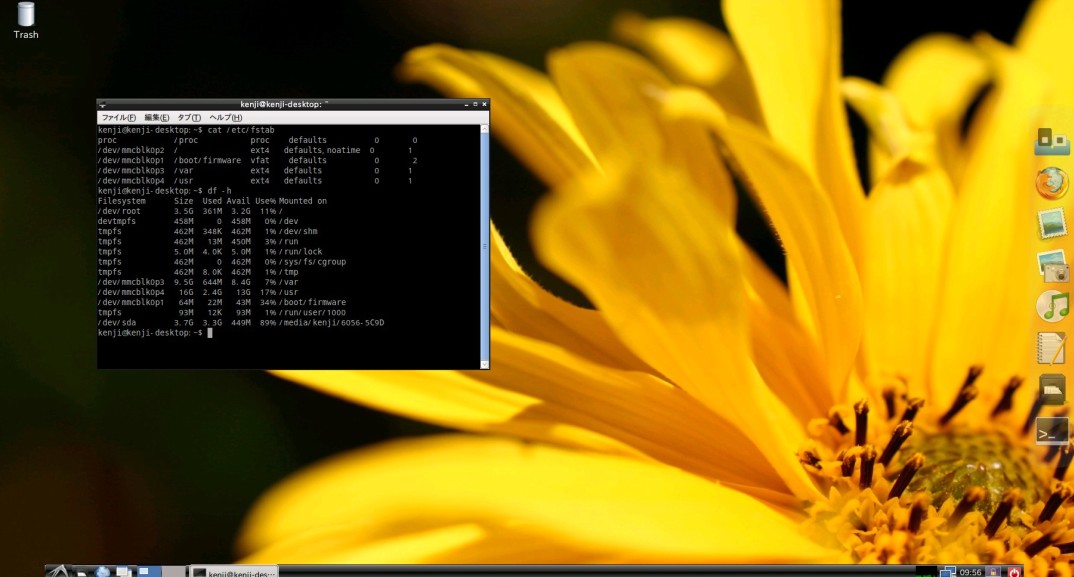 Trash
kenji@kenji-desktop: ~
ファイル(F) 編集(E) タブ(T) ヘルプ(H)
kenji@kenji-desktop:~$ cat /etc/fstab
proc /proc proc defaults 0 0
/dev/mmcblk0p2 / ext4 defaults,noatime 0 1
/dev/mmcblk0p1 /boot/firmware vfat defaults 0 2
/dev/mmcblk0p3 /var ext4 defaults 0 1
/dev/mmcblk0p4 /usr ext4 defaults 0 1
kenji@kenji-desktop:~$ df -h
Filesystem Size Used Avail Use% Mounted on
/dev/root 3.5G 361M 3.2G 11% /
devtmpfs 458M 0 458M 0% /dev
tmpfs 462M 348K 462M 1% /dev/shm
tmpfs 462M 13M 450M 3% /run
tmpfs 5.0M 4.0K 5.0M 1% /run/lock
tmpfs 462M 0 462M 0% /sys/fs/cgroup
tmpfs 462M 8.0K 462M 1% /tmp
/dev/mmcblk0p3 9.5G 644M 8.4G 7% /var
/dev/mmcblk0p4 16G 2.4G 13G 17% /usr
/dev/mmcblk0p1 64M 22M 43M 34% /boot/firmware
tmpfs 93M 12K 93M 1% /run/user/1000
/dev/sda 3.7G 3.3G 449M 89% /media/kenji/6056-5C9D
kenji@kenji-desktop:~$
>_
kenji@kenji-des...
09:56